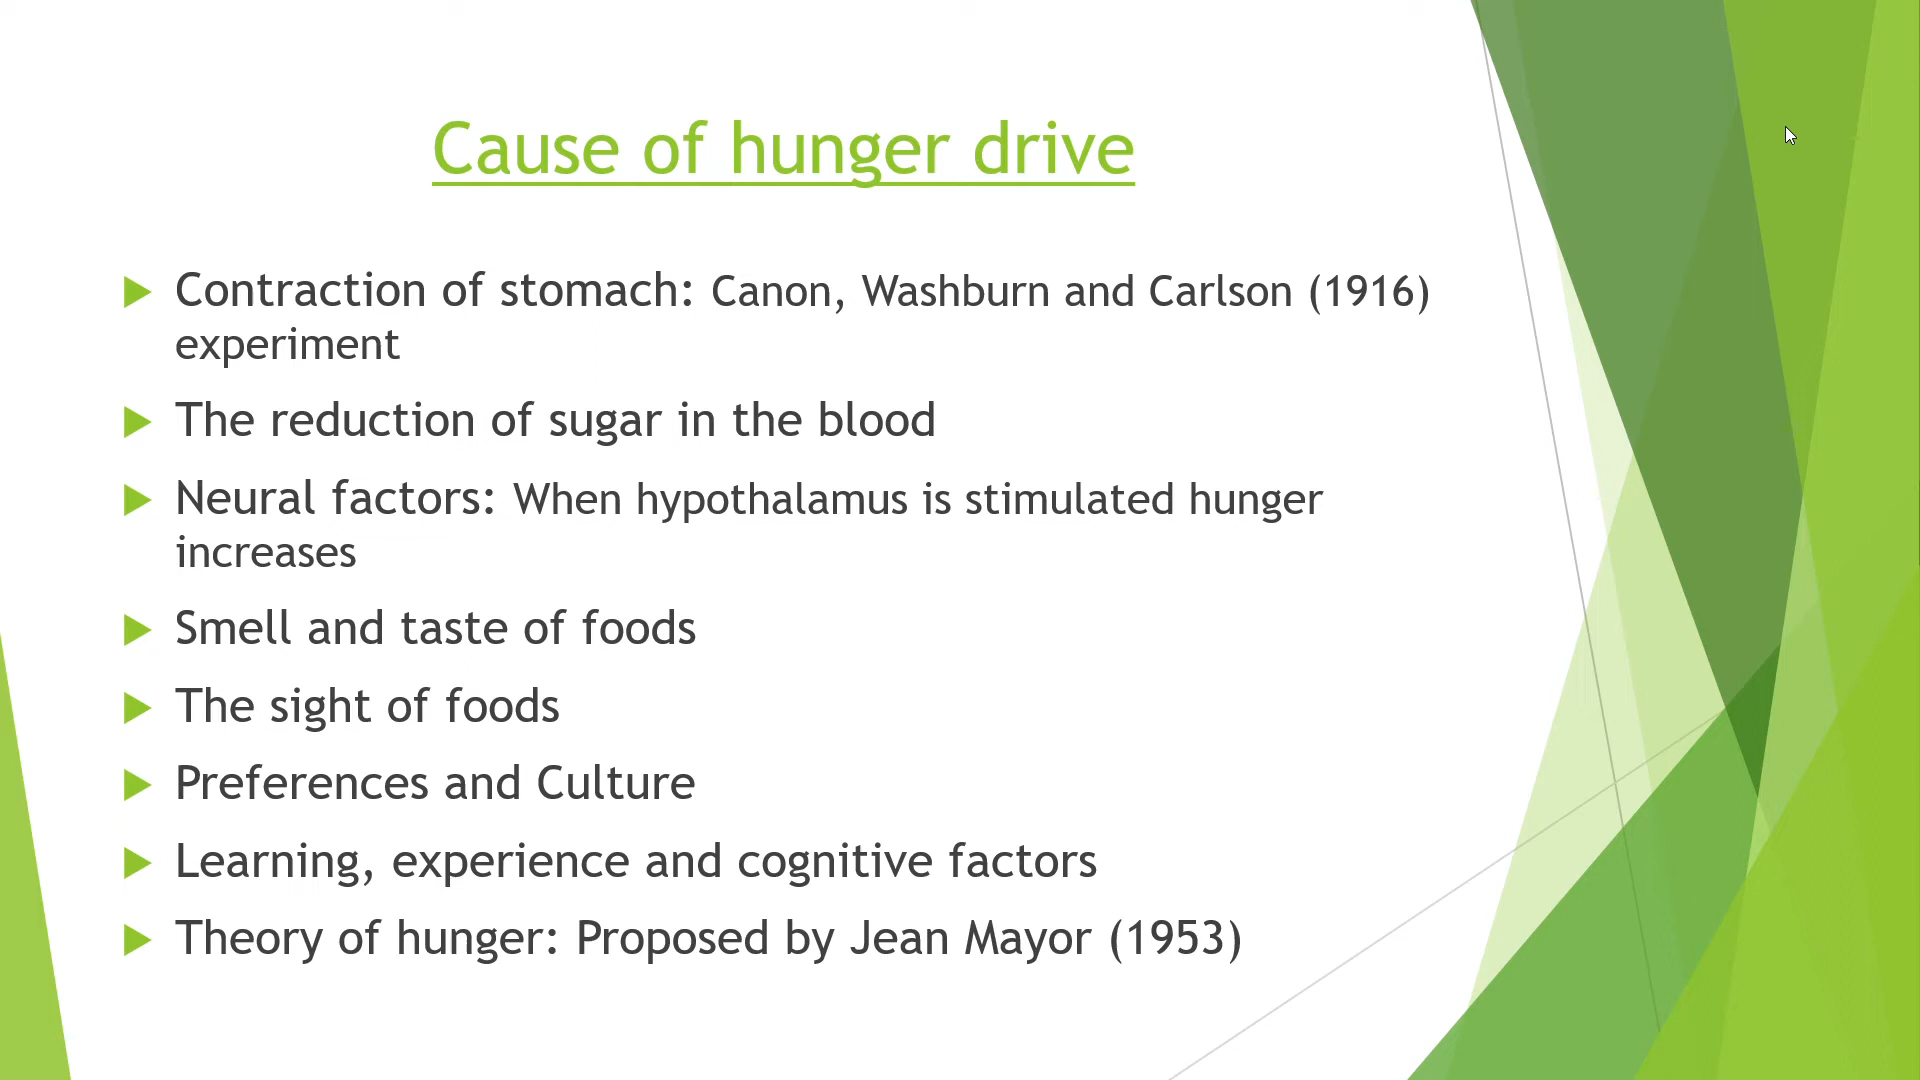 Cause of hunger drive
Contraction of stomach: Canon, Washburn and Carlson (1916)
experiment
The reduction of sugar in the blood
Neural factors: When hypothalamus is stimulated hunger
increases
Smell and taste of foods
The sight of foods
Preferences and Culture
Learning, experience and cognitive factors
Theory of hunger: Proposed by Jean Mayor (1953)